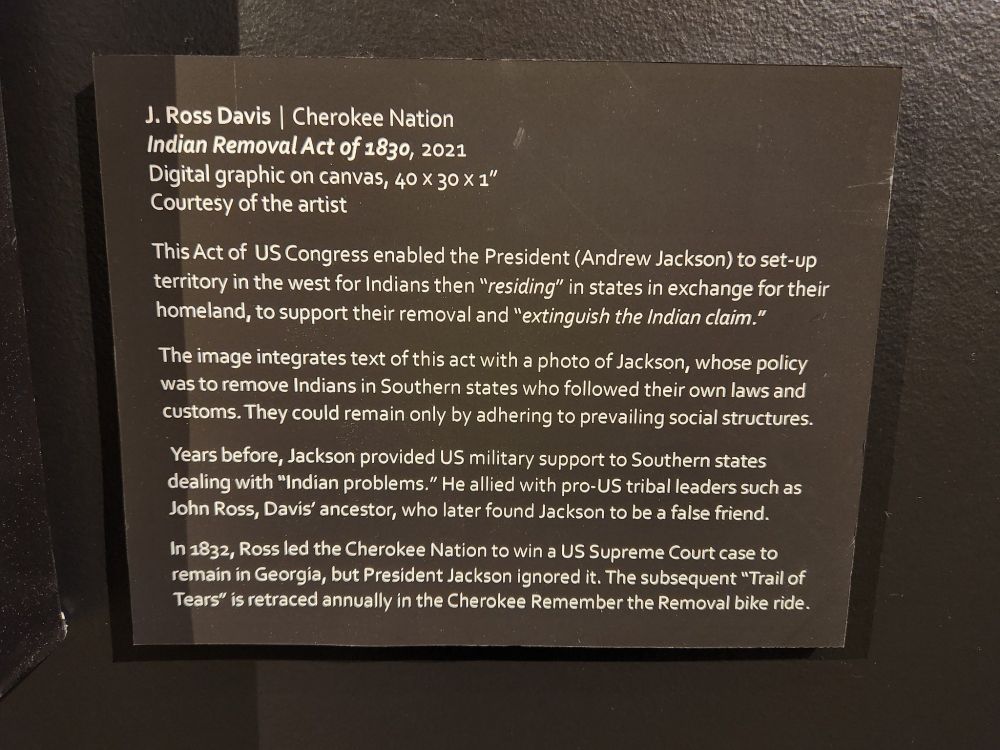 J. Ross Davis | Cherokee Nation
Indian Removal Act of 1830, 2021
Digital graphic on canvas, 40 x 30 x 1”
Courtesy of the artist
This Act of US Congress enabled the President (Andrew Jackson) to set-up
territory in the west for Indians then “residing” in states in exchange for their
homeland, to support their removal and “extinguish the Indian claim.”
The image integrates text of this act with a photo of Jackson, whose policy
was to remove Indians in Southern states who followed their own laws and
customs. They could remain only by adhering to prevailing social structures.
Years before, Jackson provided US military support to Southern states
dealing with “Indian problems.” He allied with pro-US tribal leaders such as
John Ross, Davis’ ancestor, who later found Jackson to be a false friend.
In 1832, Ross led the Cherokee Nation to win a US Supreme Court case to
remain in Georgia, but President Jackson ignored it. The subsequent “Trail of
Tears” is retraced annually in the Cherokee Remember the Removal bike ride.